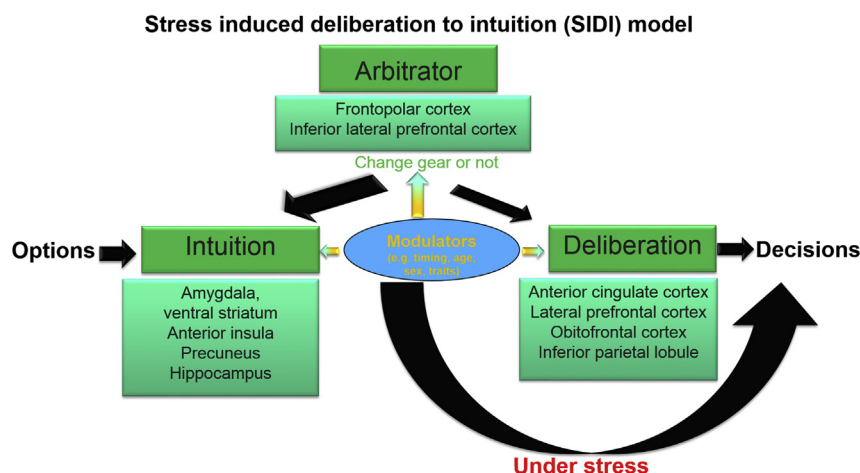 Stress induced deliberation to intuition (SIDI) model
Arbitrator
Frontopolar cortex
Inferior lateral prefrontal cortex
Change gear or not
Options
Intuition
Modulators
(e.g. timing, age,
sex, traits)
Deliberation
Decisions
Amygdala,
ventral striatum
Anterior insula
Precuneus
Hippocampus
Anterior cingulate cortex
Lateral prefrontal cortex
Obitofrontal cortex
Inferior parietal lobule
Under stress